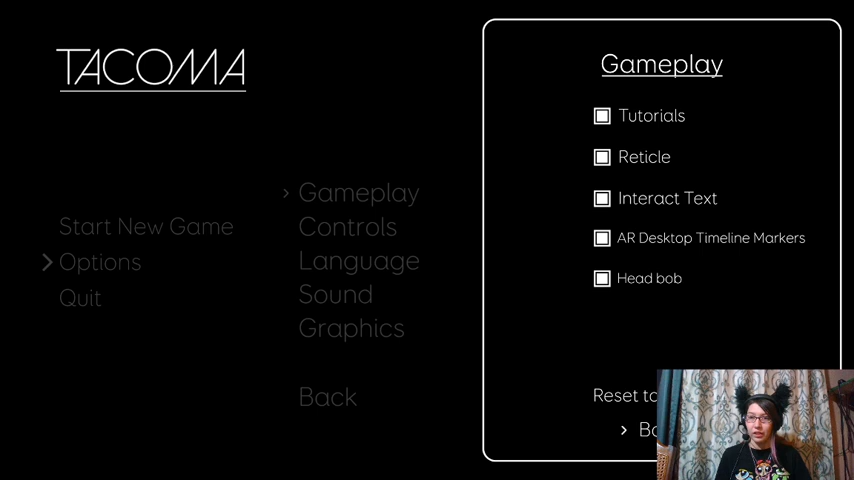 TACOMA
Start New Game
Options
Quit
Gameplay
Controls
Language
Sound
Graphics
Back
Gameplay
Tutorials
Reticle
Interact Text
AR Desktop Timeline Markers
Head bob
Reset to